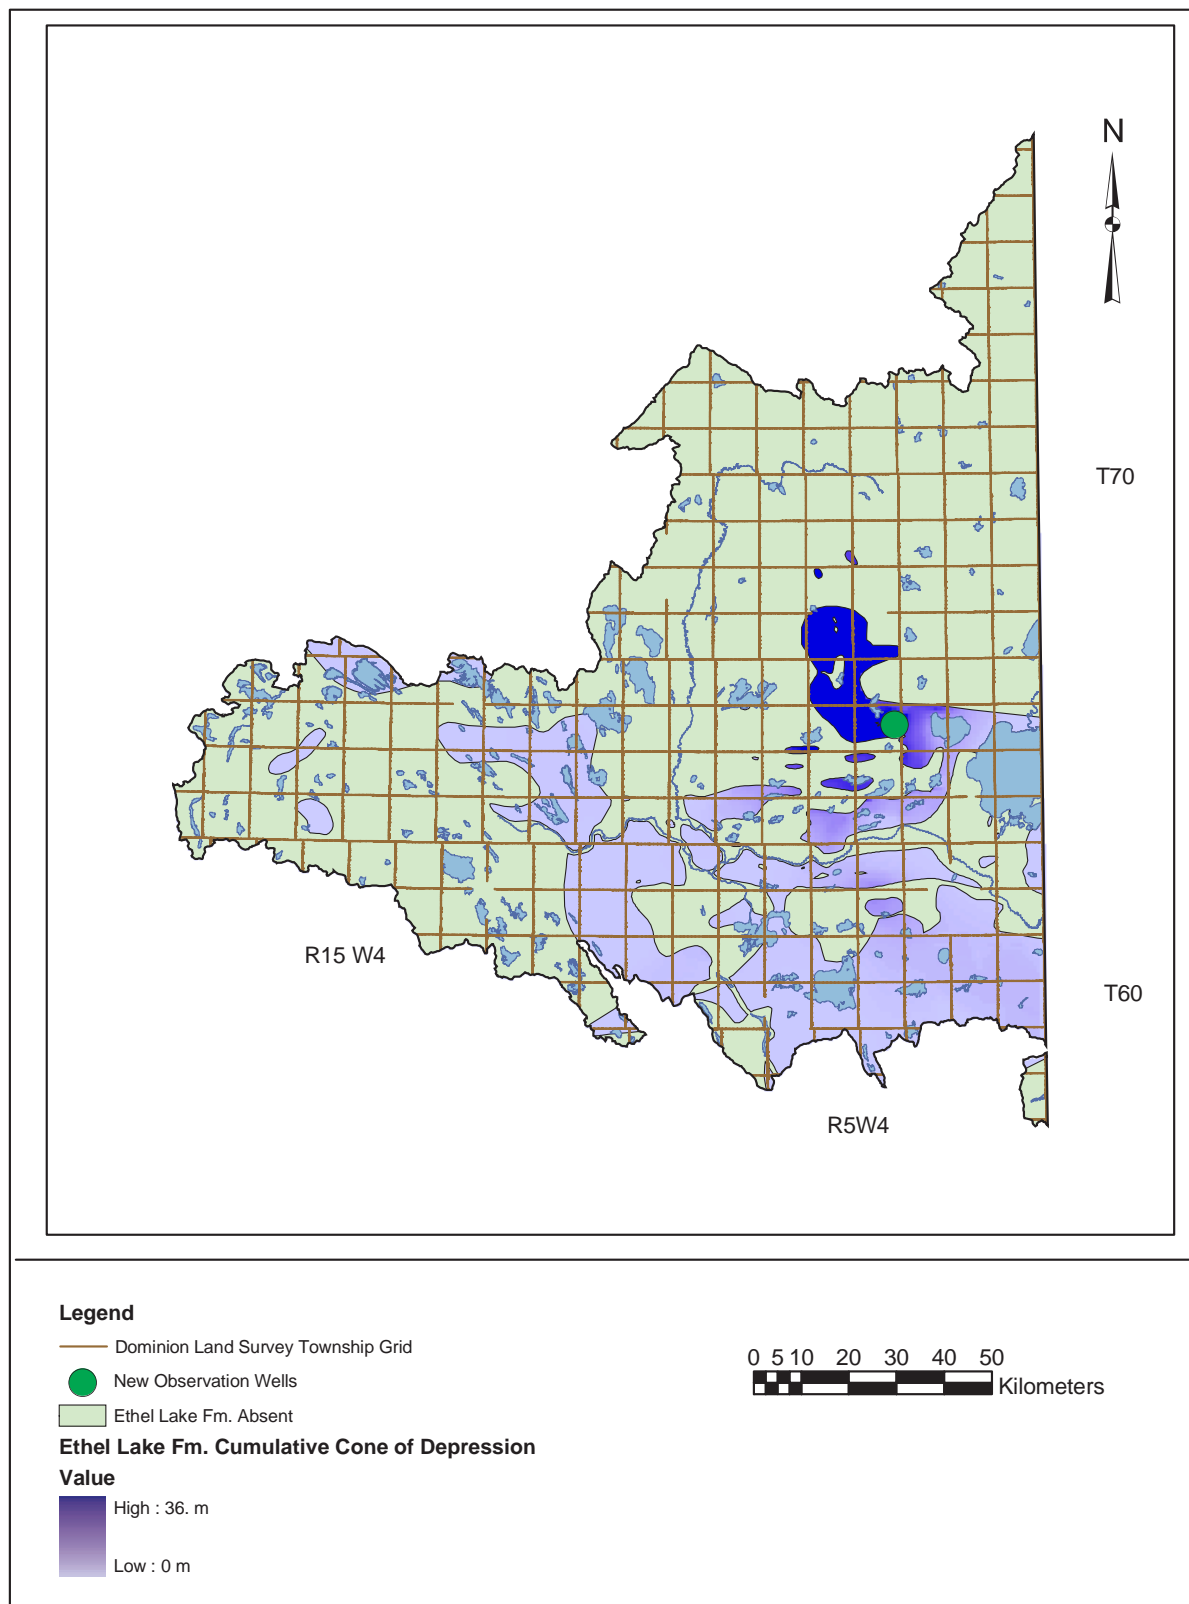 N
T70
R15 W4
T60
R5W4
Legend
Dominion Land Survey Township Grid
New Observation Wells
Ethel Lake Fm. Absent
Ethel Lake Fm. Cumulative Cone of Depression
Value
High : 36. m
Low : 0 m
0 5 10 20 30 40 50
Kilometers